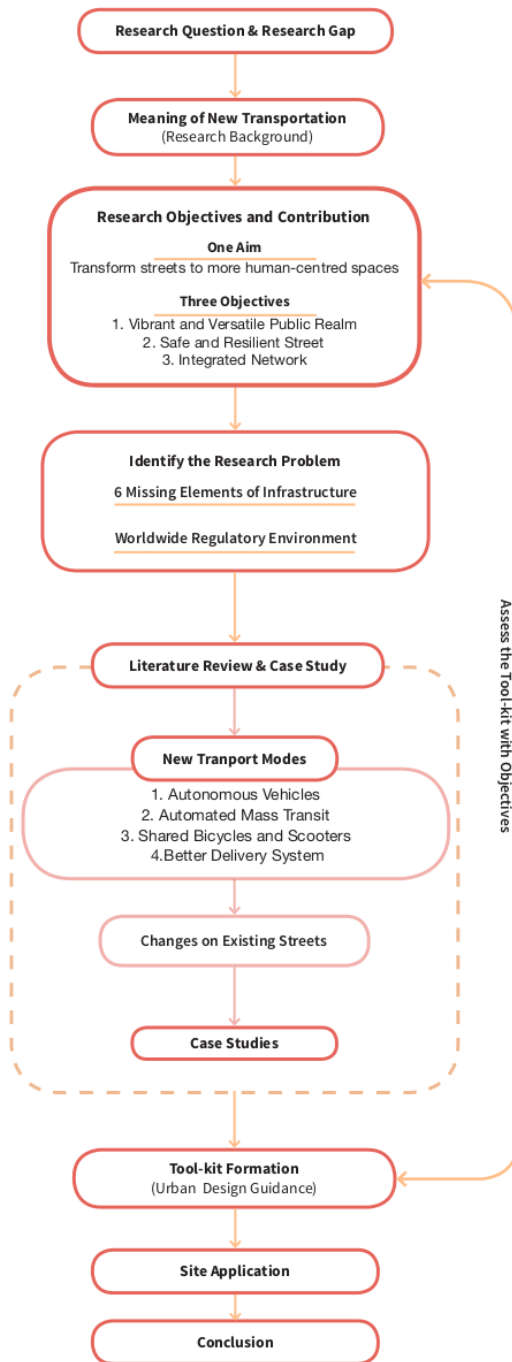 Research Question & Research Gap
Meaning of New Transportation
(Research Background)
Research Objectives and Contribution
One Aim
Transform streets to more human-centred spaces
Three Objectives
1. Vibrant and Versatile Public Realm
2. Safe and Resilient Street
3. Integrated Network
Identify the Research Problem
6 Missing Elements of Infrastructure
Worldwide Regulatory Environment
Assess the Tool-kit with Objectives
Literature Review & Case Study
New Tranport Modes
1. Autonomous Vehicles
2. Automated Mass Transit
3. Shared Bicycles and Scooters
4.Better Delivery System
Changes on Existing Streets
Case Studies
Tool-kit Formation
(Urban Design Guidance)
Site Application
Conclusion